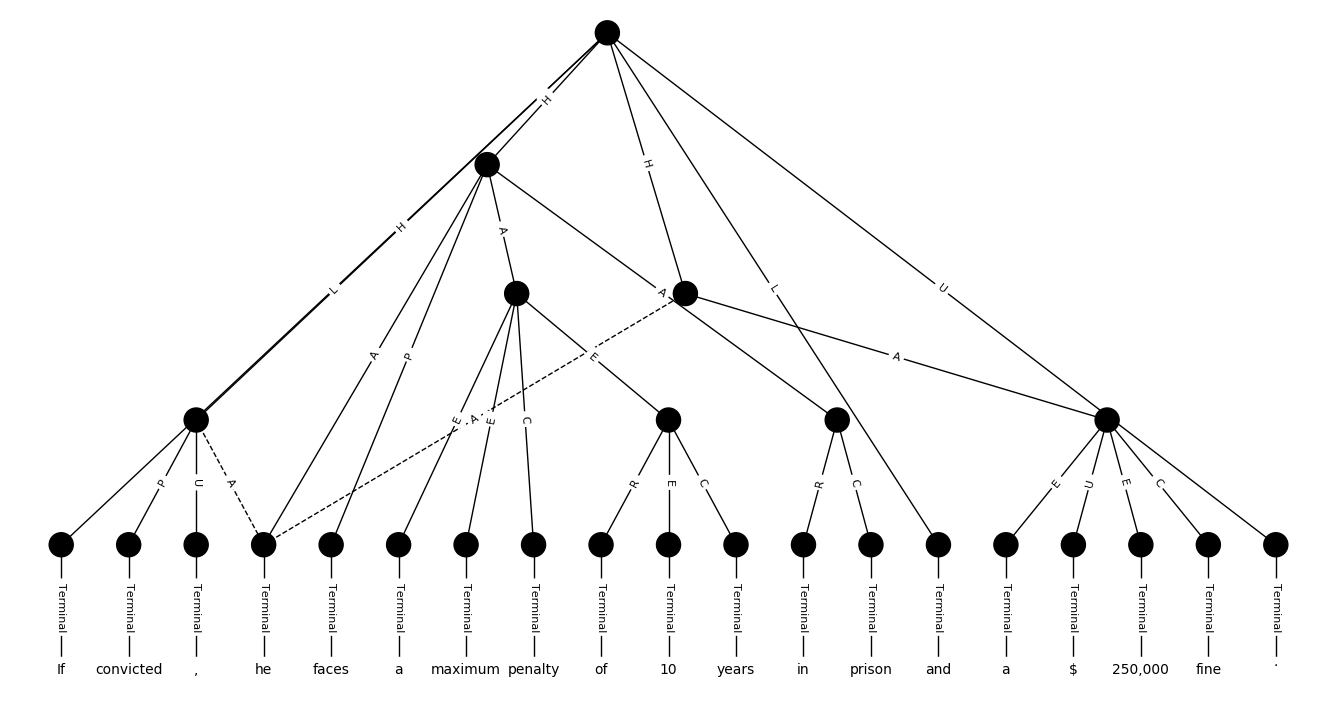 H
H
H
A
L
H
L
U
A
A
P
E
A
E
E
A
C
P
U
A
R
E
C
R
C
E
U
E
C
Terminal Terminal Terminal Terminal Terminal Terminal Terminal Terminal Terminal Terminal Terminal Terminal Terminal Terminal Terminal Terminal Terminal Terminal Terminal
If convicted , he faces a maximum penalty of 10 years in prison and a $ 250,000 fine .